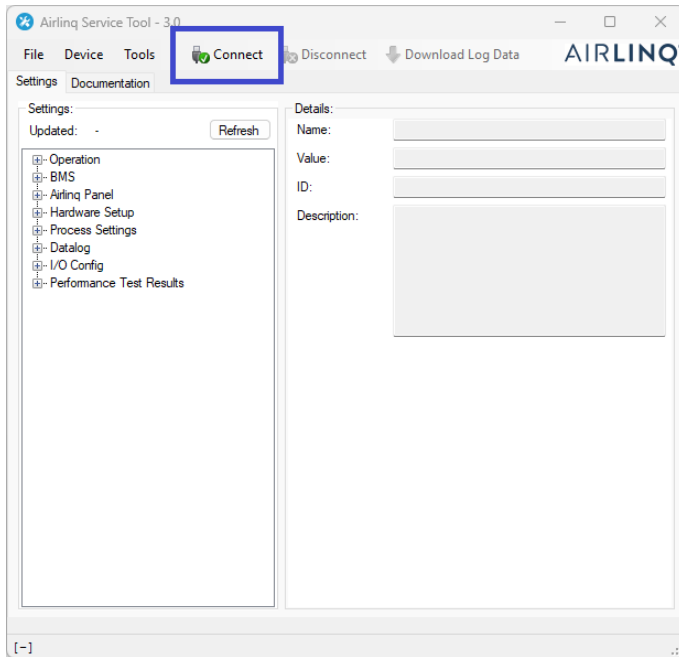 Airlinq Service Tool - 3.0
File Device Tools Connect Disconnect Download Log Data AIRLINQ
Settings Documentation
Settings:
Updated: - Refresh
Operation
BMS
Airlinq Panel
Hardware Setup
Process Settings
Datalog
I/O Config
Performance Test Results
Details:
Name:
Value:
ID:
Description:
[-]